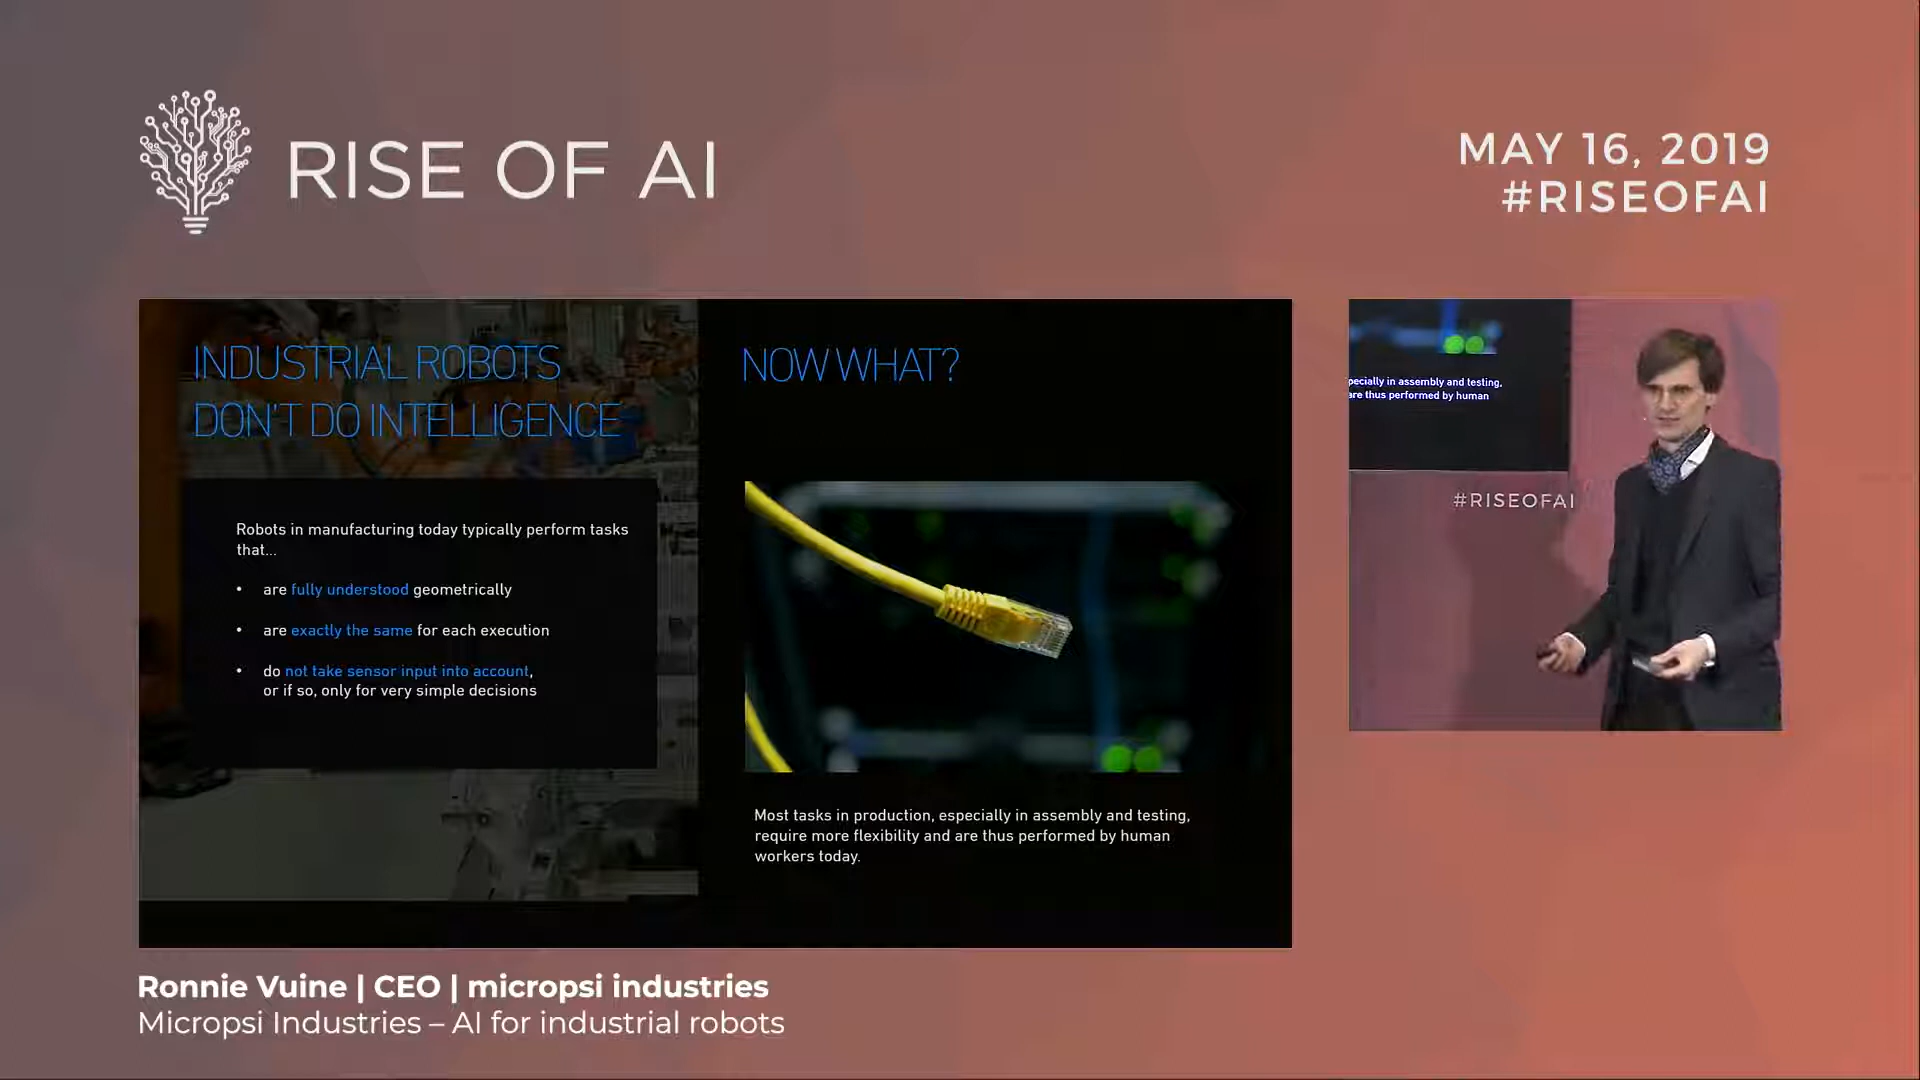 RISE OF AI
MAY 16, 2019
#RISEOFAI
INDUSTRIAL ROBOTS
DON'T DO INTELLIGENCE
Robots in manufacturing today typically perform tasks
that...
• are fully understood geometrically
• are exactly the same for each execution
• do not take sensor input into account,
or if so, only for very simple decisions
NOW WHAT?
Most tasks in production, especially in assembly and testing,
require more flexibility and are thus performed by human
workers today.
pecially in assembly and testing,
are thus performed by human
#RISEOFAI
Ronnie Vuine | CEO | micropsi industries
Micropsi Industries – AI for industrial robots